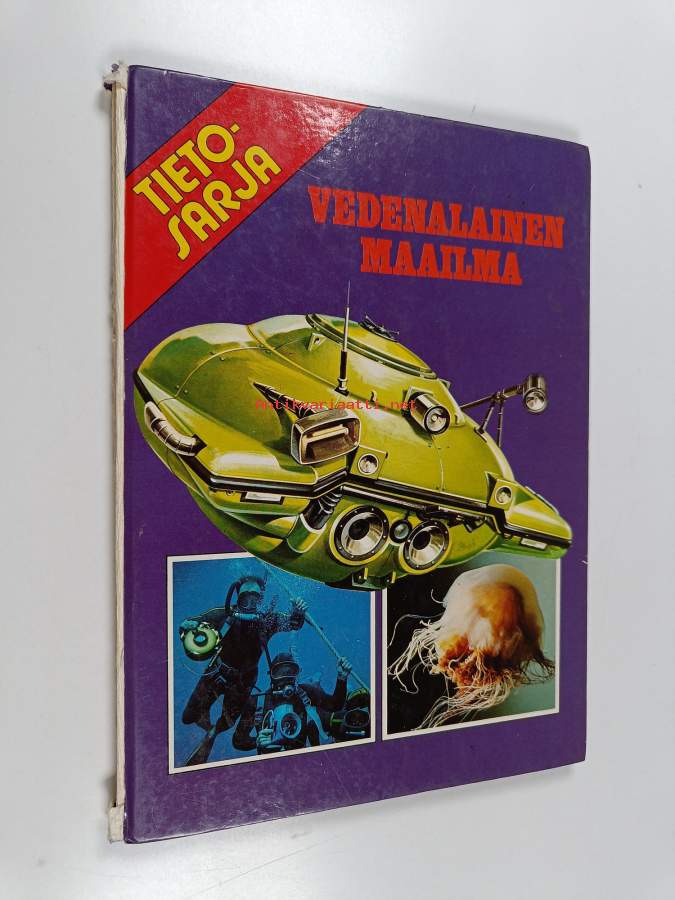 TIETO-
SARJA
VEDENALAINEN
MAAILMA
antikvariaatti.net